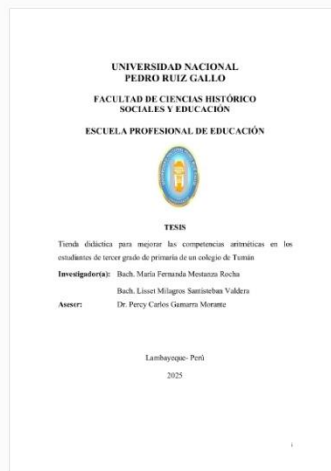 UNIVERSIDAD NACIONAL
PEDRO RUIZ GALLO
FACULTAD DE CIENCIAS HISTÓRICO
SOCIALES Y EDUCACIÓN
ESCUELA PROFESIONAL DE EDUCACIÓN
TESIS
Tienda didáctica para mejorar las competencias aritméticas en los
estudiantes de tercer grado de primaria de un colegio de Tumán
Investigador(a): Bach. María Fernanda Mestanza Rocha
Bach. Lisset Milagros Santisteban Valdera
Asesor: Dr. Percy Carlos Gamarra Morante
Lambayeque- Perú
2025
i